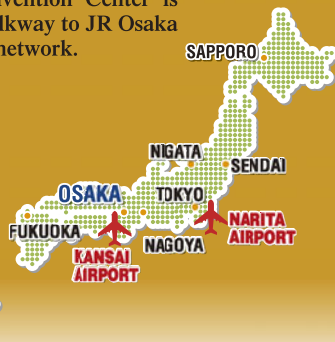 vention Center is
lkway to JR Osaka
network.
SAPPORO
NIGATA
SENDAI
OSAKA
TOKYO
FUKUOKA
NARITA
AIRPORT
NAGOYA
KANSAI
AIRPORT